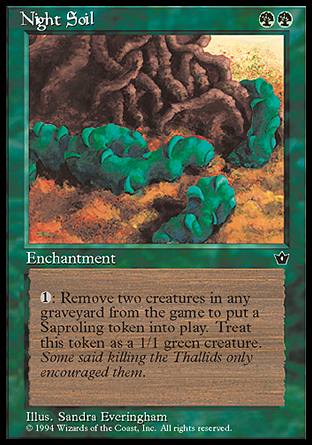 Night Soil
Enchantment
1: Remove two creatures in any
graveyard from the game to put a
Saproling token into play. Treat
this token as a 1/1 green creature.
Some said killing the Thallids only
encouraged them.
Illus. Sandra Everingham
© 1994 Wizards of the Coast, Inc. All rights reserved.